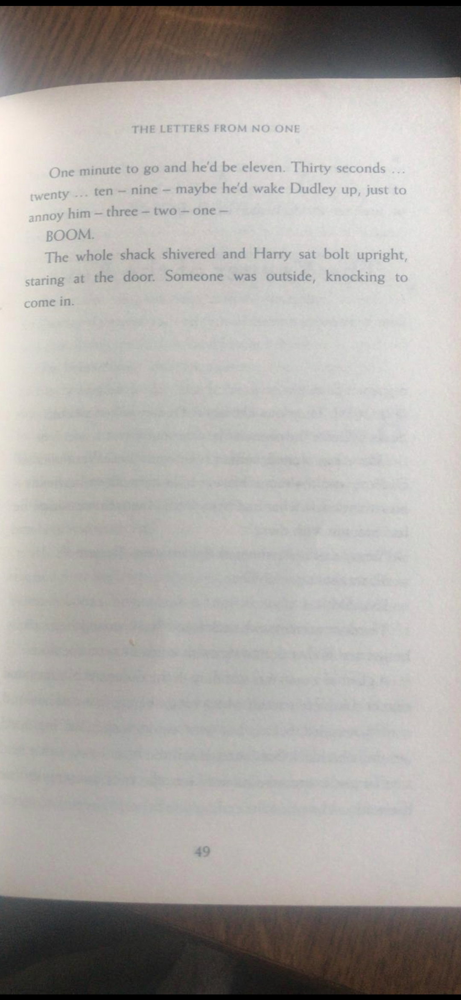 THE LETTERS FROM NO ONE
One minute to go and he'd be eleven. Thirty seconds ...
twenty ... ten – nine – maybe he'd wake Dudley up, just to
annoy him – three – two – one –
BOOM.
The whole shack shivered and Harry sat bolt upright,
staring at the door. Someone was outside, knocking to
come in.
49